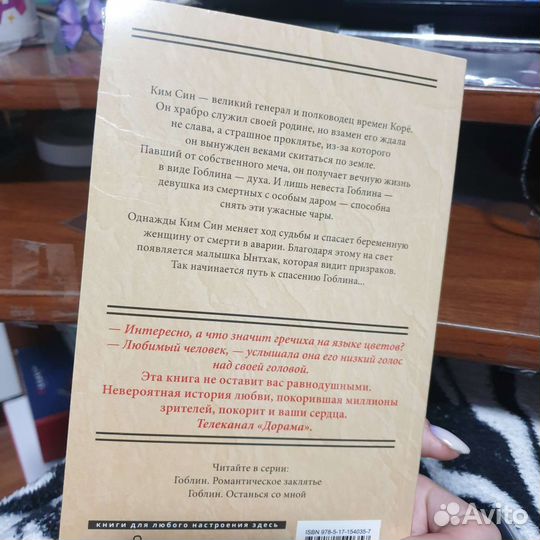 Ким Син — великий генерал и полководец времен Корё.
Он храбро служил своей родине, но взамен его ждала
не слава, а страшное проклятье, из-за которого
он вынужден веками скитаться по земле.
Павший от собственного меча, он получает вечную жизнь
в виде Гоблина — духа. И лишь невеста Гоблина —
девушка из смертных с особым даром — способна
снять эти ужасные чары.
Однажды Ким Син меняет ход судьбы и спасает беременную
женщину от смерти в аварии. Благодаря этому на свет
появляется малышка Ынтхак, которая видит призраков.
Так начинается путь к спасению Гоблина...
— Интересно, а что значит гречиха на языке цветов?
— Любимый человек, — услышала она его низкий голос
над своей головой.
Эта книга не оставит вас равнодушными.
Невероятная история любви, покорившая миллионы
зрителей, покорит и ваши сердца.
Телеканал «Дорама».
Читайте в серии:
Гоблин. Романтическое заклятье
Гоблин. Останься со мной
книги для любого настроения здесь
ISBN 978-5-17-154035-7
Avito